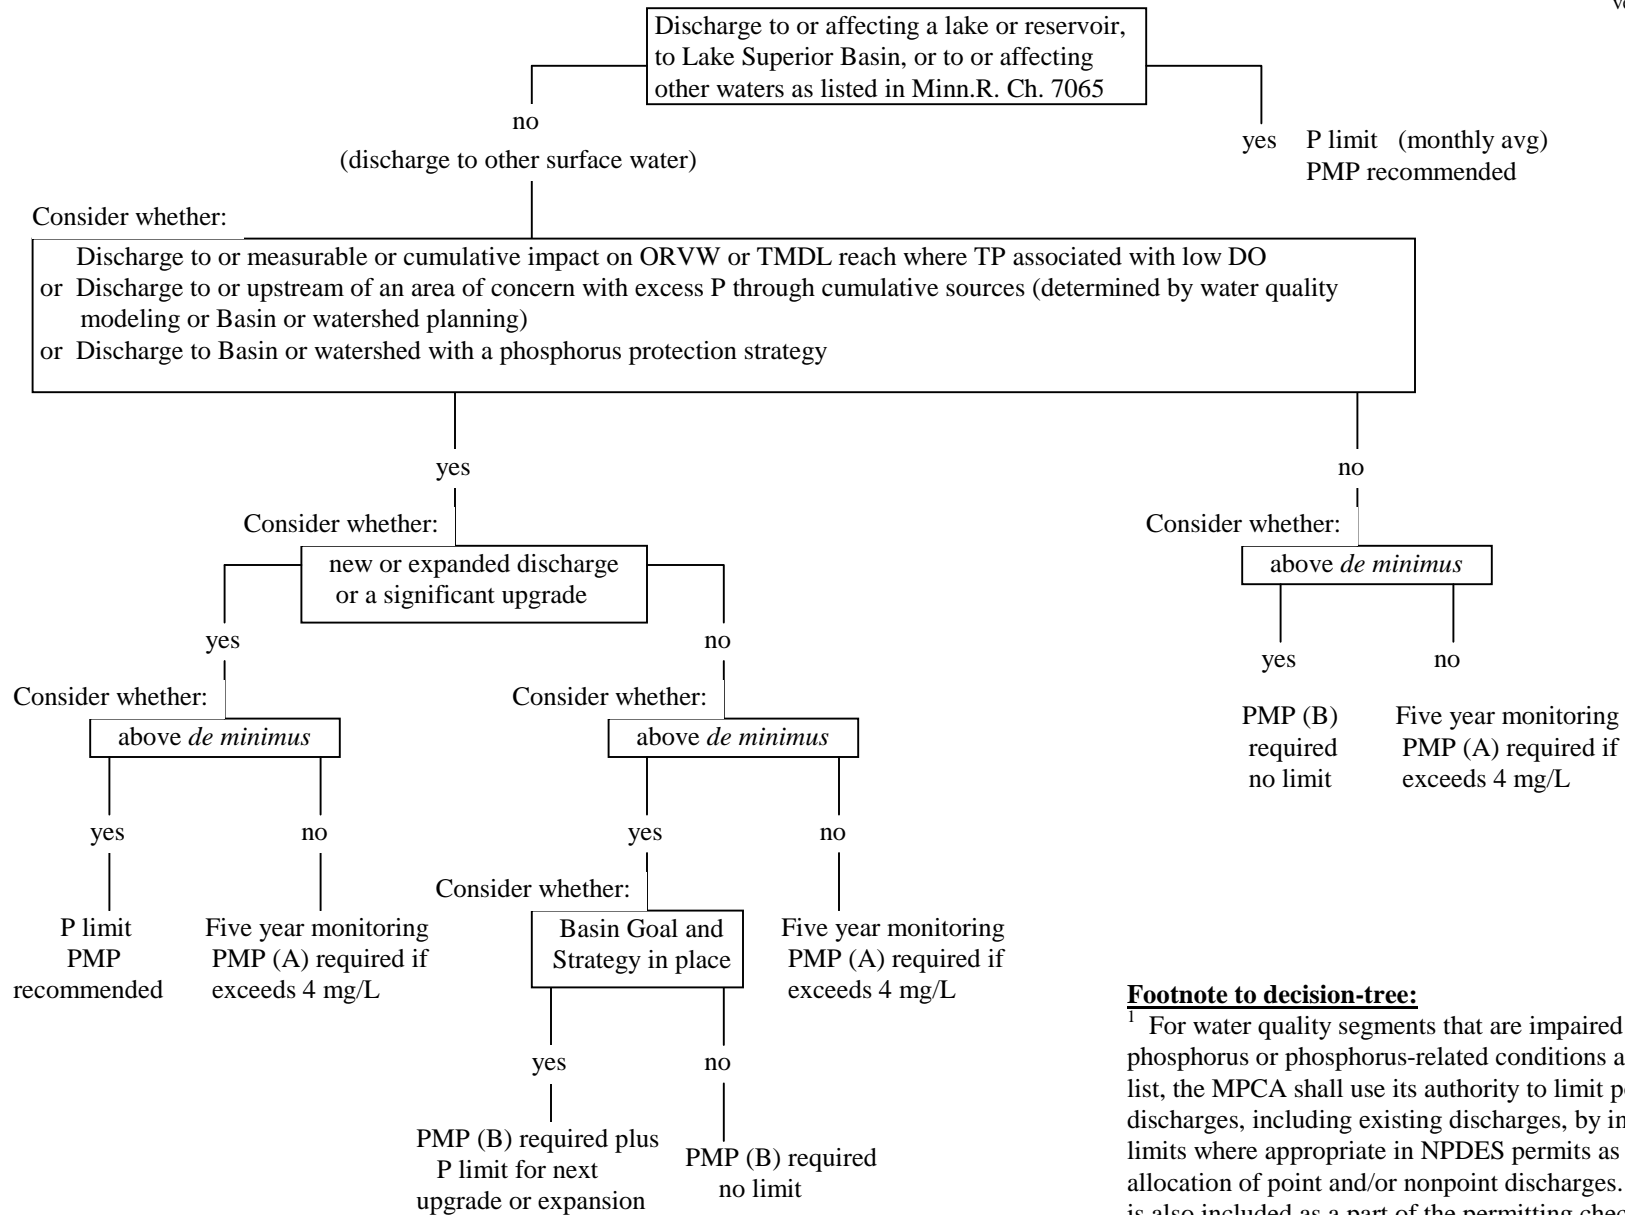 Discharge to or affecting a lake or reservoir,
to Lake Superior Basin, or to or affecting
other waters as listed in Minn.R. Ch. 7065
no
(discharge to other surface water)
yes P limit (monthly avg)
PMP recommended
Consider whether:
Discharge to or measurable or cumulative impact on ORVW or TMDL reach where TP associated with low DO
or Discharge to or upstream of an area of concern with excess P through cumulative sources (determined by water quality
modeling or Basin or watershed planning)
or Discharge to Basin or watershed with a phosphorus protection strategy
yes
no
Consider whether:
new or expanded discharge
or a significant upgrade
Consider whether:
above de minimus
yes
no
yes
no
Consider whether:
above de minimus
Consider whether:
above de minimus
PMP (B)
required
no limit
Five year monitoring
PMP (A) required if
exceeds 4 mg/L
yes
no
yes
no
P limit
PMP
recommended
Five year monitoring
PMP (A) required if
exceeds 4 mg/L
Consider whether:
Basin Goal and
Strategy in place
Five year monitoring
PMP (A) required if
exceeds 4 mg/L
yes
no
PMP (B) required plus
P limit for next
upgrade or expansion
PMP (B) required
no limit
Footnote to decision-tree:
1 For water quality segments that are impaired
phosphorus or phosphorus-related conditions
list, the MPCA shall use its authority to limit
discharges, including existing discharges, by
limits where appropriate in NPDES permits as
allocation of point and/or nonpoint discharges.
is also included as a part of the permitting